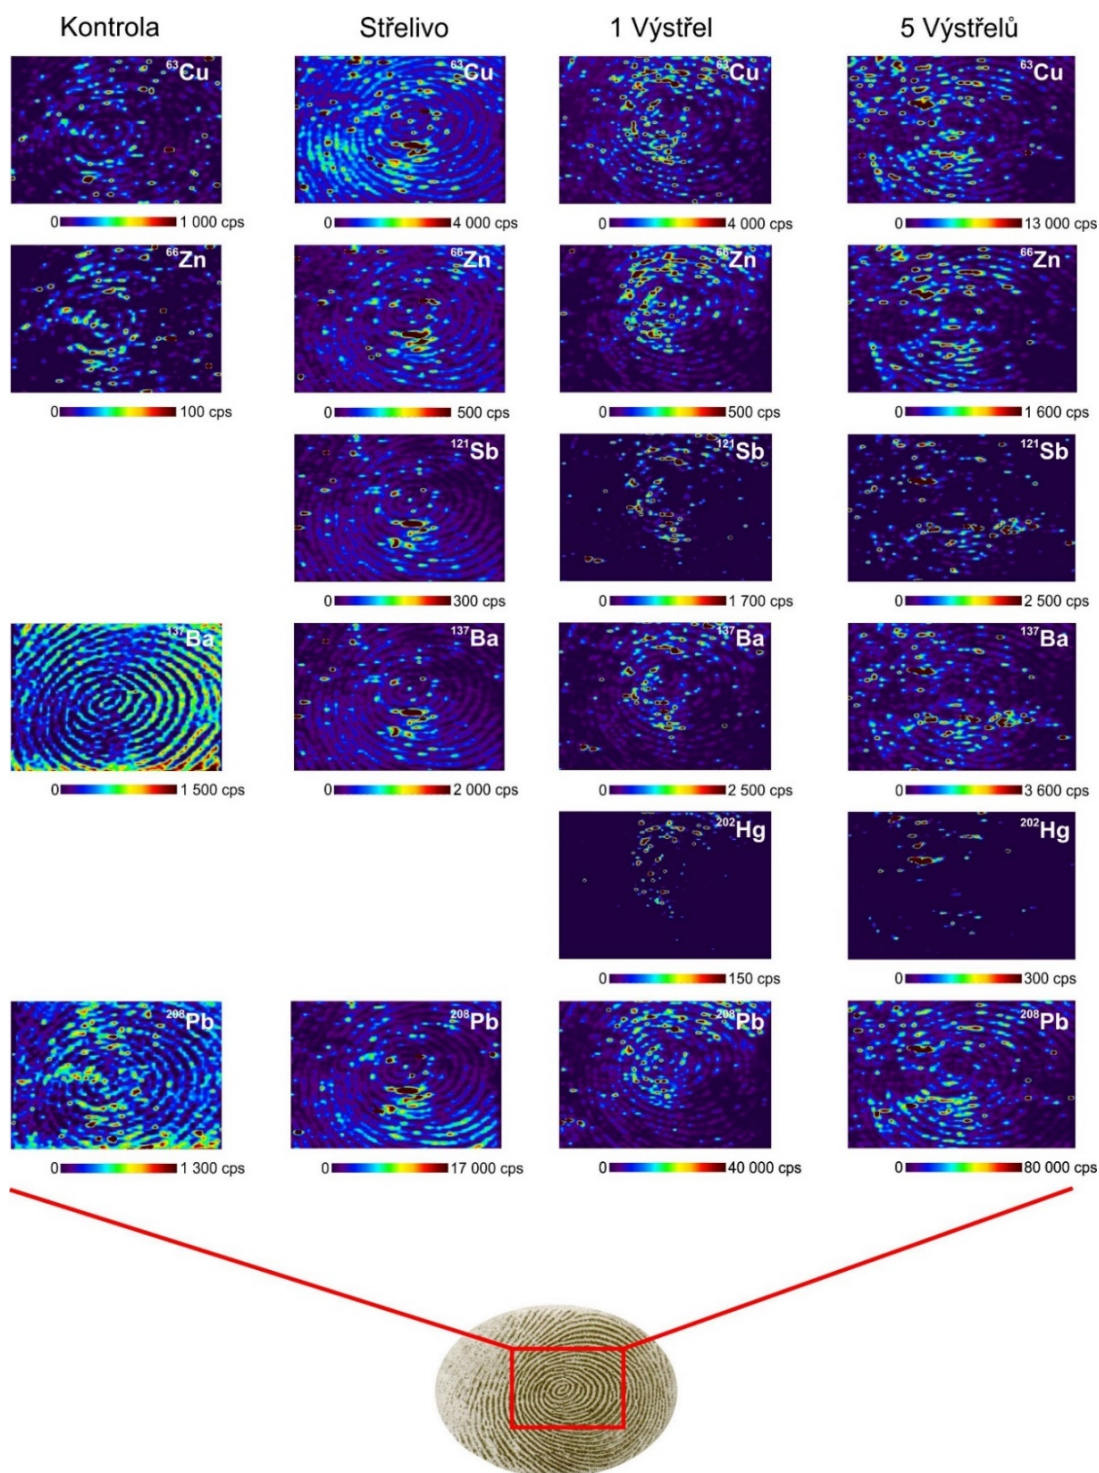 Kontrola Střelivo 1 Výstřel 5 Výstřelů
63Cu 63Cu 63Cu 63Cu
0 1 000 cps 0 4 000 cps 0 4 000 cps 0 13 000 cps
66Zn 66Zn 66Zn 66Zn
0 100 cps 0 500 cps 0 500 cps 0 1 600 cps
121Sb 121Sb 121Sb
0 300 cps 0 1 700 cps 0 2 500 cps
137Ba 137Ba 137Ba 137Ba
0 1 500 cps 0 2 000 cps 0 2 500 cps 0 3 600 cps
202Hg 202Hg
0 150 cps 0 300 cps
208Pb 208Pb 208Pb 208Pb
0 1 300 cps 0 17 000 cps 0 40 000 cps 0 80 000 cps